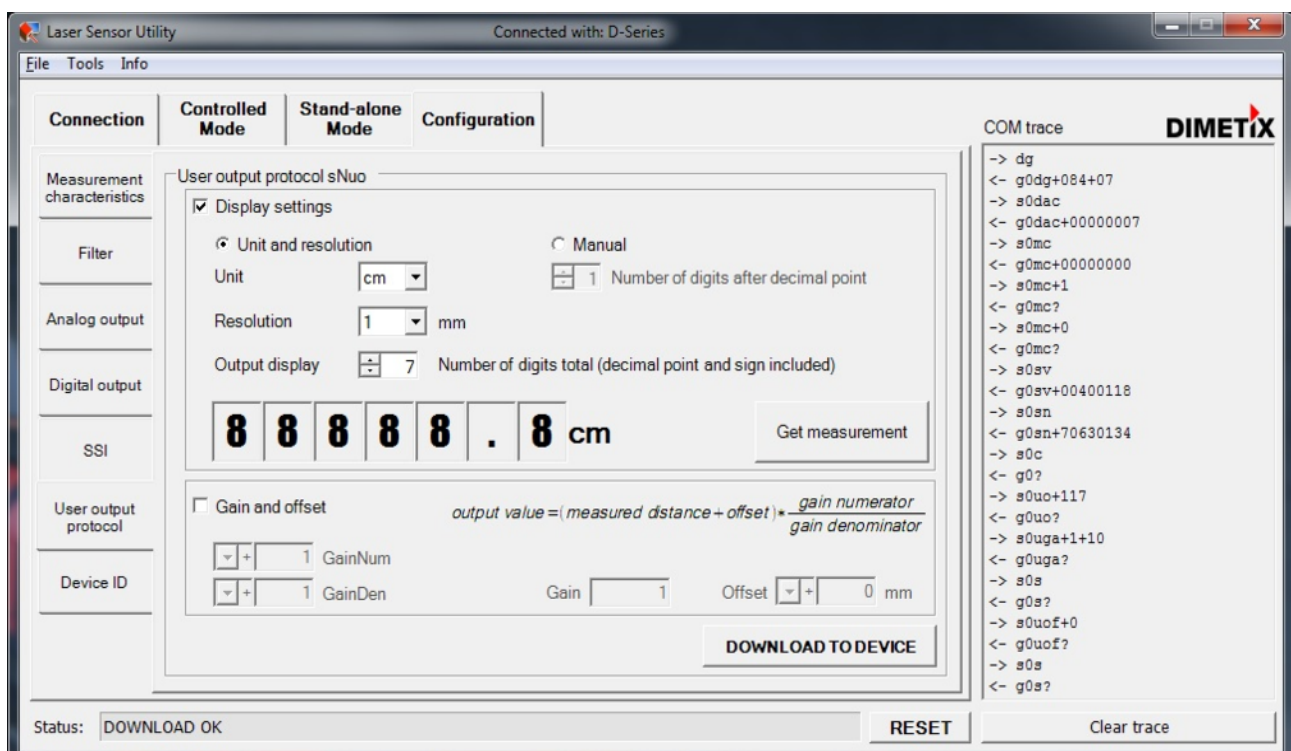 Laser Sensor Utility
Connected with: D-Series
File Tools Info
Connection
Controlled Mode
Stand-alone Mode
Configuration
Measurement characteristics
Filter
Analog output
Digital output
SSI
User output protocol
Device ID
User output protocol sNuo
Display settings
Unit and resolution
Manual
Unit
cm
1 Number of digits after decimal point
Resolution
1 mm
Output display
7 Number of digits total (decimal point and sign included)
88888.8 cm
Get measurement
Gain and offset
output value=(measured distance+offset)*gain numerator
gain denominator
+ 1 GainNum
+ 1 GainDen
Gain 1
Offset + 0 mm
DOWNLOAD TO DEVICE
COM trace
DIMETIX
-> dg
<- g0dg+084+07
-> s0dac
<- g0dac+00000007
-> s0mc
<- g0mc+00000000
-> s0mc+1
<- g0mc?
-> s0mc+0
<- g0mc?
-> s0sv
<- g0sv+00400118
-> s0sn
<- g0sn+70630134
-> s0c
<- g0?
-> s0uo+117
<- g0uo?
-> s0uga+1+10
<- g0uga?
-> s0s
<- g0s?
-> s0uof+0
<- g0uof?
-> s0s
<- g0s?
Status: DOWNLOAD OK
RESET
Clear trace